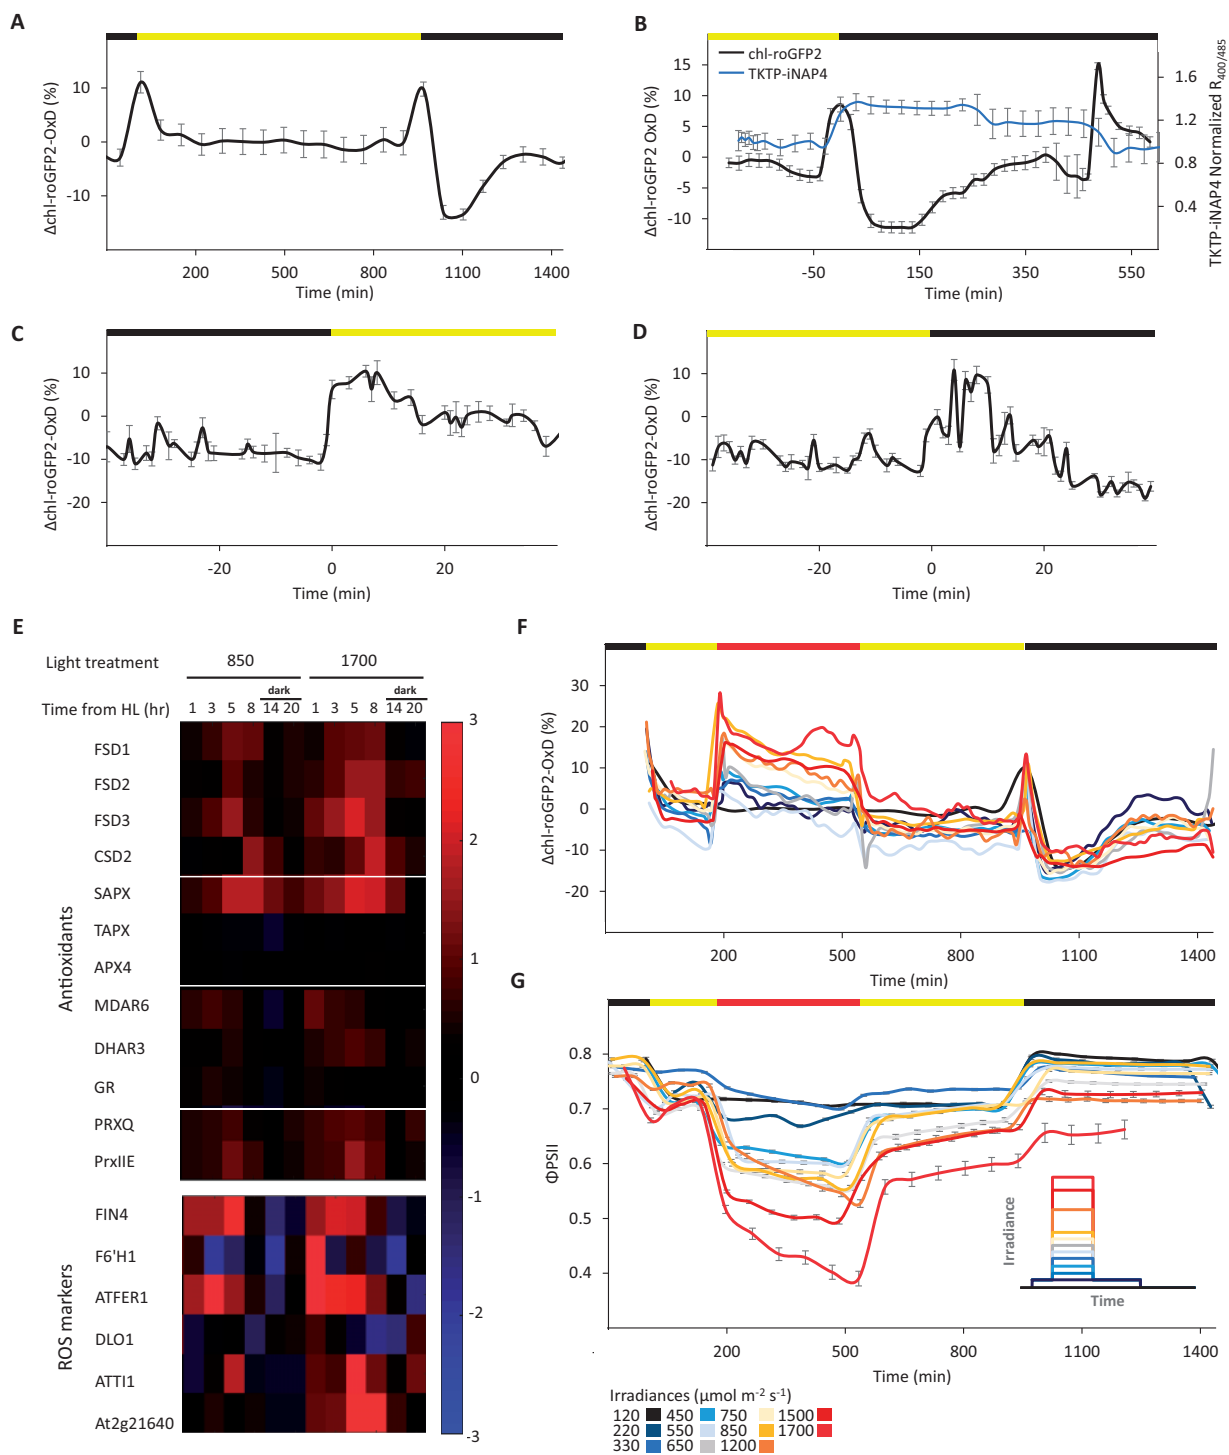 A
Δchl-roGFP2-OxD (%)
10
0
-10
200
500
800
1100
1400
Time (min)
B
Δchl-roGFP2 OxD (%)
15
10
5
0
-5
-10
chl-roGFP2
TKTP-iNAP4
1.6
1.2
0.8
0.4
TKTP-iNAP4 Normalized R400/485
-50
150
350
550
Time (min)
C
Δchl-roGFP2-OxD (%)
10
0
-10
-20
-20
0
20
Time (min)
D
Δchl-roGFP2-OxD (%)
10
0
-10
-20
-20
0
20
Time (min)
E
Light treatment 850 1700
dark dark
Time from HL (hr) 1 3 5 8 14 20 1 3 5 8 14 20
Antioxidants
FSD1
FSD2
FSD3
CSD2
SAPX
TAPX
APX4
MDAR6
DHAR3
GR
PRXQ
PrxIIE
ROS markers
FIN4
F6'H1
ATFER1
DLO1
ATTI1
At2g21640
3
2
1
0
-1
-2
-3
F
Δchl-roGFP2-OxD (%)
30
20
10
0
-10
-20
200
500
800
1100
1400
Time (min)
G
ΦPSII
0.8
0.7
0.6
0.5
0.4
200
500
800
1100
1400
Time (min)
Irradiance
Time
Irradiances (μmol m-2 s-1)
120 450 750 1500
220 550 850 1700
330 650 1200